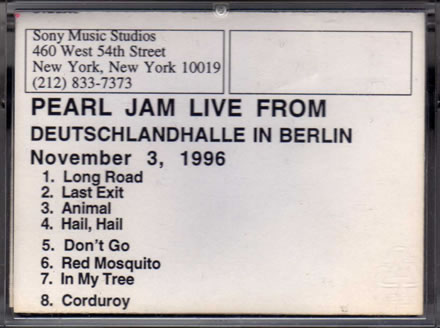 Sony Music Studios
460 West 54th Street
New York, New York 10019
(212) 833-7373
PEARL JAM LIVE FROM
DEUTSCHLANDHALLE IN BERLIN
November 3, 1996
1. Long Road
2. Last Exit
3. Animal
4. Hail, Hail
5. Don't Go
6. Red Mosquito
7. In My Tree
8. Corduroy